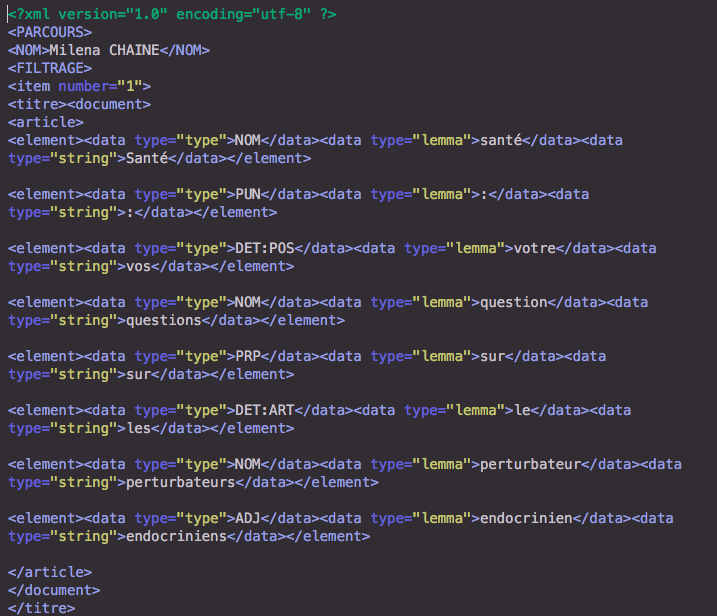 <?xml version="1.0" encoding="utf-8" ?>
<PARCOURS>
<NOM>Milena CHAINE</NOM>
<FILTRAGE>
<item number="1">
<titre><document>
<article>
<element><data type="type">NOM</data><data type="lemma">santé</data><data
type="string">Santé</data></element>
<element><data type="type">PUN</data><data type="lemma">:</data><data
type="string">:</data></element>
<element><data type="type">DET:POS</data><data type="lemma">votre</data><data
type="string">vos</data></element>
<element><data type="type">NOM</data><data type="lemma">question</data><data
type="string">questions</data></element>
<element><data type="type">PRP</data><data type="lemma">sur</data><data
type="string">sur</data></element>
<element><data type="type">DET:ART</data><data type="lemma">le</data><data
type="string">les</data></element>
<element><data type="type">NOM</data><data type="lemma">perturbateur</data><data
type="string">perturbateurs</data></element>
<element><data type="type">ADJ</data><data type="lemma">endocrinien</data><data
type="string">endocriniens</data></element>
</article>
</document>
</titre>